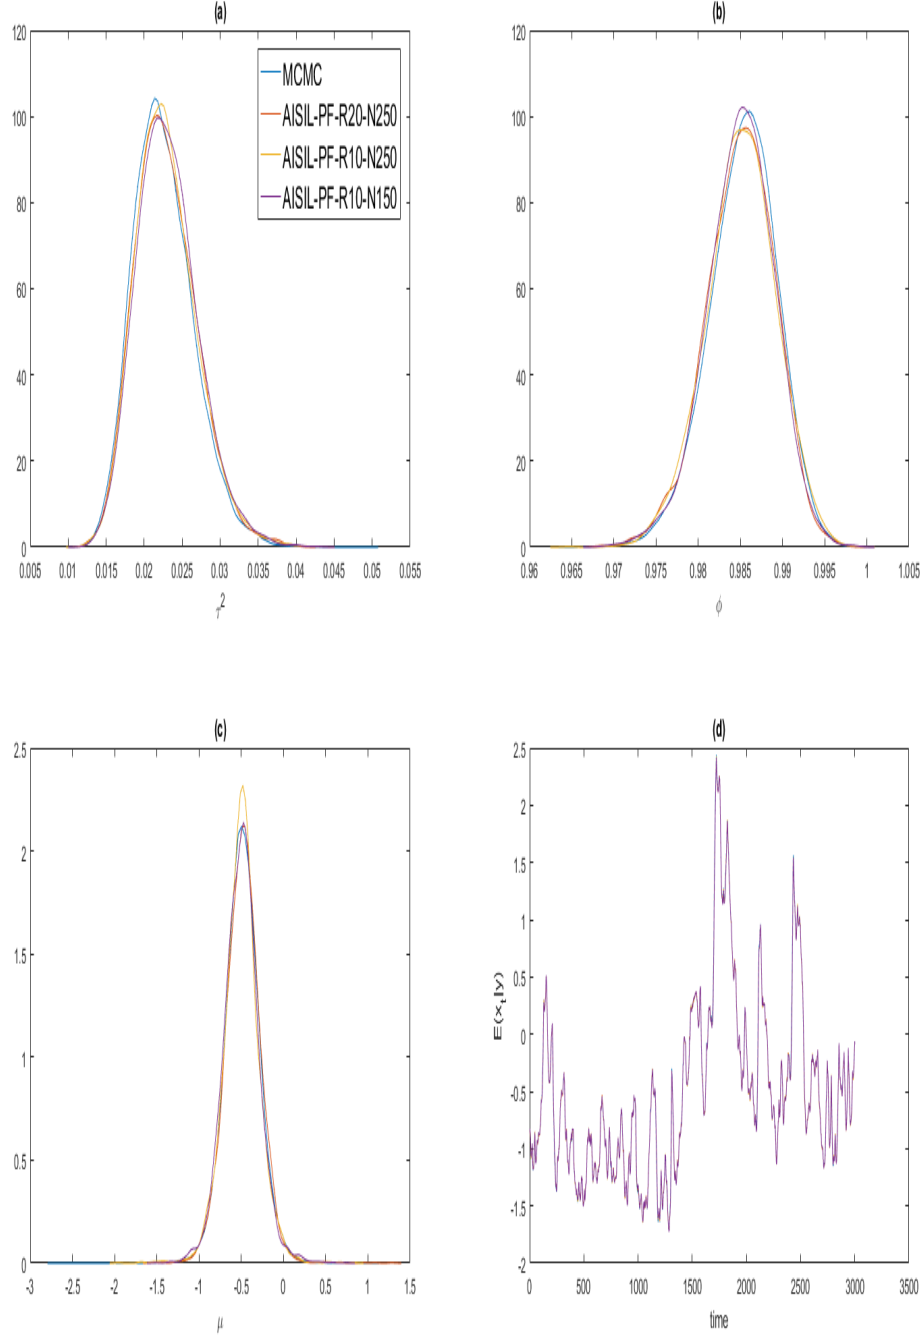 (a)
120
100
80
60
40
20
0
0.005 0.01 0.015 0.02 0.025 0.03 0.035 0.04 0.045 0.05 0.055
τ²
MCMC
AISIL-PF-R20-N250
AISIL-PF-R10-N250
AISIL-PF-R10-N150
(b)
120
100
80
60
40
20
0
0.96 0.965 0.97 0.975 0.98 0.985 0.99 0.995 1 1.005
ϕ
(c)
2.5
2
1.5
1
0.5
0
-3 -2.5 -2 -1.5 -1 -0.5 0 0.5 1 1.5
μ
(d)
2.5
2
1.5
1
0.5
0
-0.5
-1
-1.5
-2
E(x_t|y)
0 500 1000 1500 2000 2500 3000 3500
time